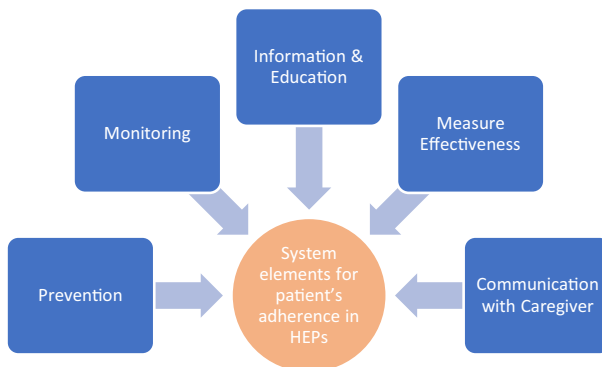 Information &
Education
Monitoring
Measure
Effectiveness
Prevention
System
elements for
patient's
adherence in
HEPs
Communication
with Caregiver